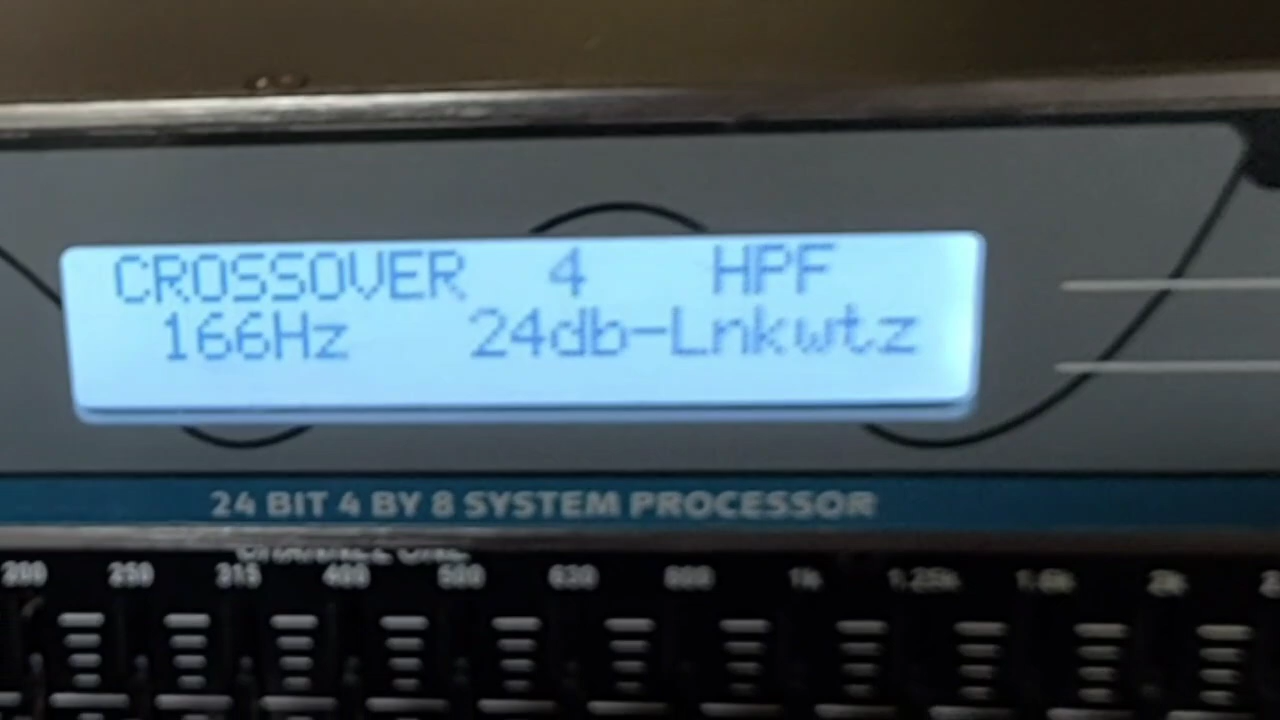 CROSSOVER 4 HPF
166Hz 24db-Lnkwtz
24 BIT 4 BY 8 SYSTEM PROCESSOR
200 250 315 400 500 630 800 1k 1.25k 1.6k 2k